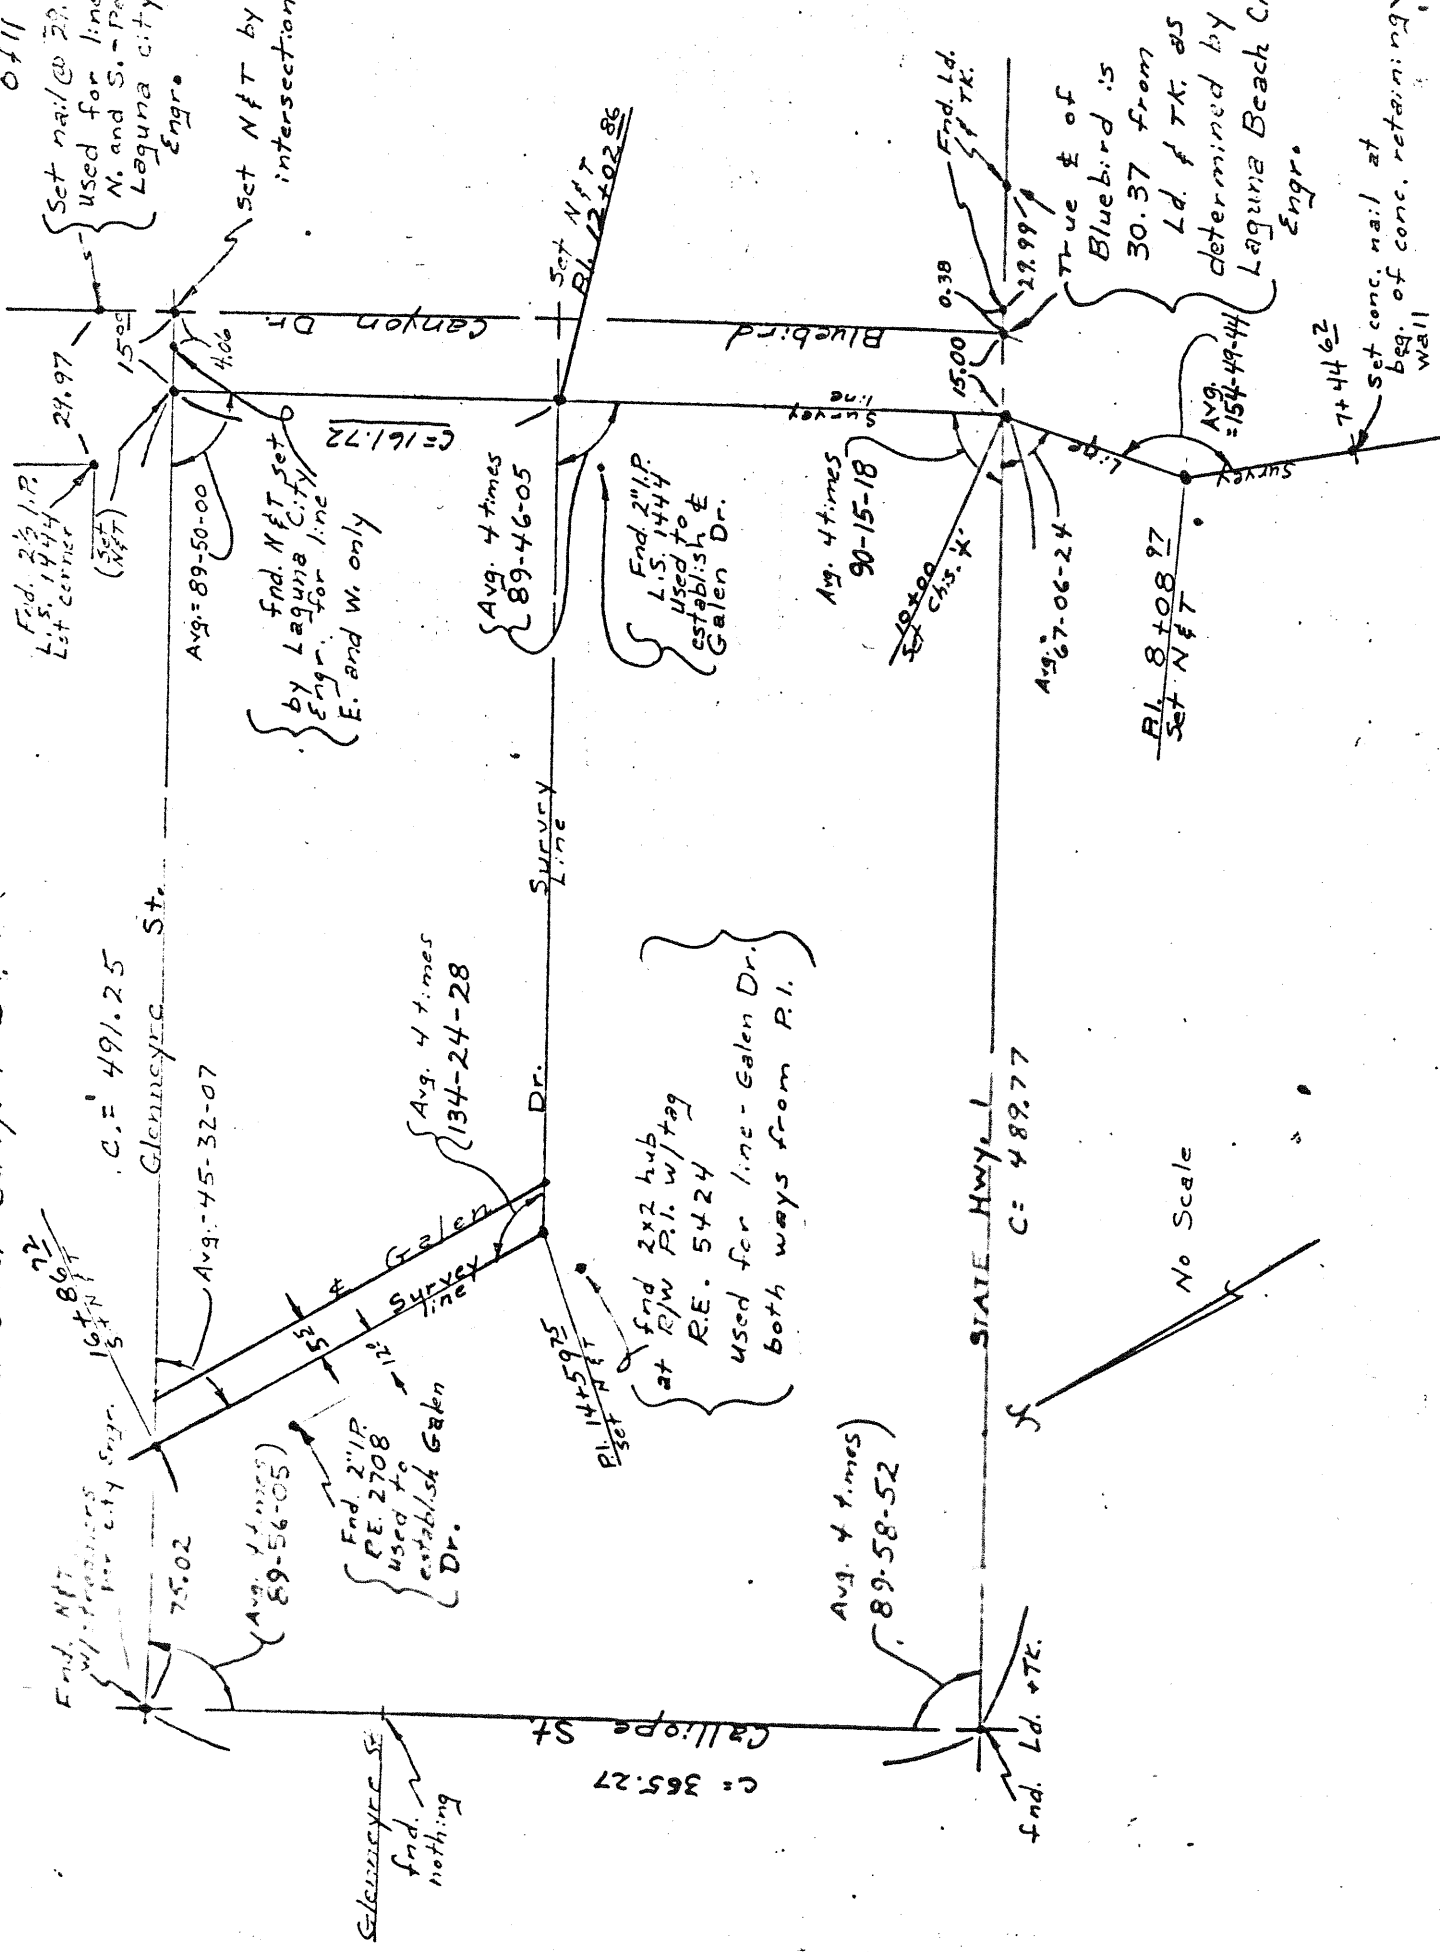 of 11
Set nail @ 29.
used for line
N. and S. - Per
Laguna city
Engr.
Set N & T by
intersection
29.97
15.00
4.06
Fnd. 2½ I.P.
L.S. 1444
Lot corner
(Set
N&T)
Avg = 89-50-00
fnd. N & T set
by Laguna City
Engr. for line
E. and W. only
C = 161.72
Canyon Dr.
Set N & T
P.I. 12+02.86
Avg. 4 times
89-46-05
Fnd. 2" I.P.
L.S. 1444
used to
establish ℄
Galen Dr.
Bluebird
Survey
line
Fnd. Ld.
& TK.
0.38
29.99
15.00
True ℄ of
Bluebird is
30.37 from
Ld. & TK. as
determined by
Laguna Beach
Engr.
Avg. 4 times
90-15-18
10+00
Set Chis. "X"
Avg. =
67-06-24
Line
Survey
Avg.
=154-49-44
P.I. 8+08.97
Set N & T
7+44.62
Set conc. nail at
beg. of conc. retaining
wall
C. = 491.25
Glenneyre St.
16+86.72
Set N & T
Avg. = 45-32-07
Fnd. N&T
per city Engr.
75.02
(Avg. 4 times)
89-56-05
℄ Galen
Survey
line
Dr.
Survey
Line
Avg. 4 times
134-24-28
Fnd. 2" I.P.
R.E. 2708
used to
establish Galen
Dr.
P.I. 14+59.75
Set N & T
fnd 2x2 hub
at R/W P.I. w/tag
R.E. 5424
used for line - Galen Dr.
both ways from P.I.
STATE Hwy. 1
C = 489.77
Avg. 4 times)
89-58-52
Calliope St.
C = 365.27
Glenneyre St
fnd.
nothing
fnd. Ld. + TK.
No Scale